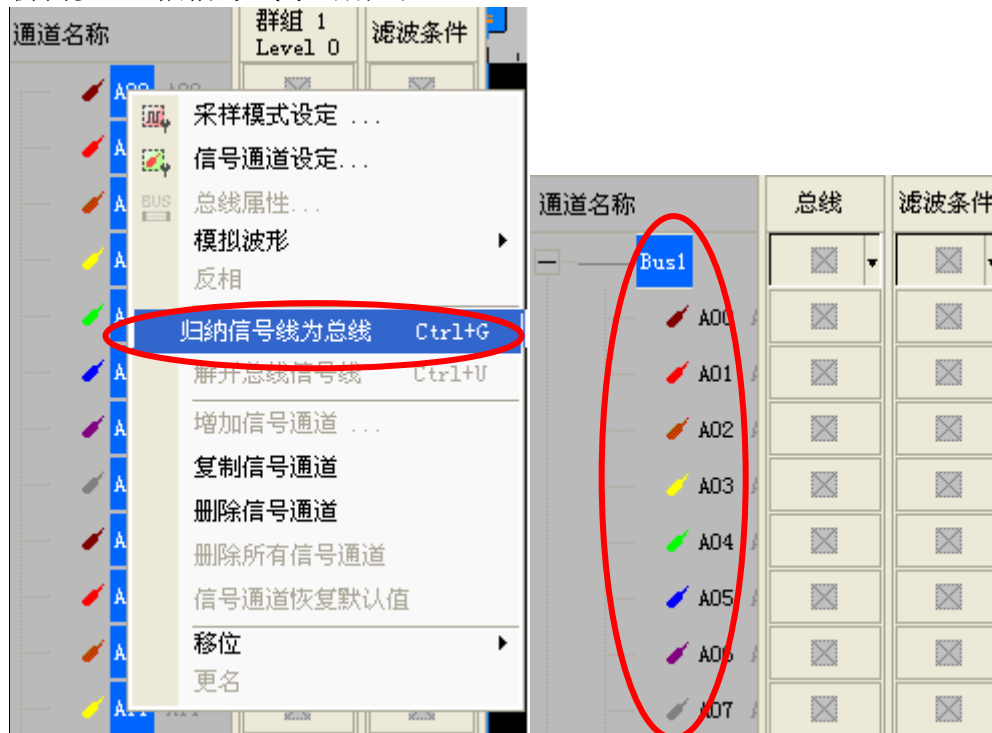 通道名称
群组 1
Level 0
滤波条件
采样模式设定 ...
信号通道设定...
BUS 总线属性...
模拟波形
反相
归纳信号线为总线 Ctrl+G
解开总线信号线 Ctrl+U
增加信号通道 ...
复制信号通道
删除信号通道
删除所有信号通道
信号通道恢复默认值
移位
更名
通道名称 总线 滤波条件
Bus1
A00
A01
A02
A03
A04
A05
A06
A07